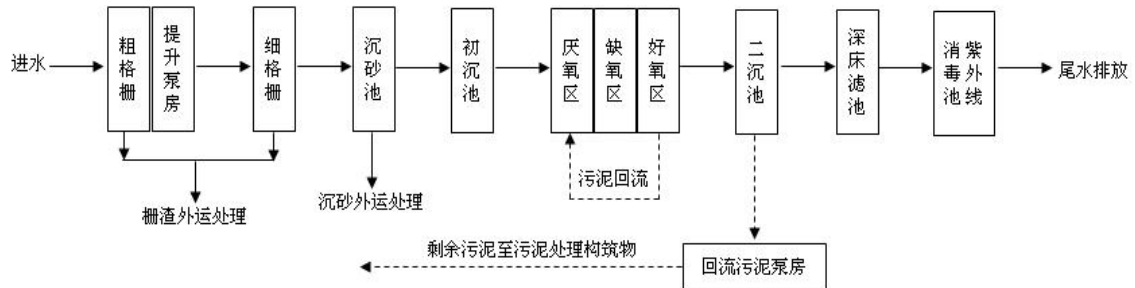 进水
粗格栅
提升泵房
细格栅
沉砂池
初沉池
厌氧区
缺氧区
好氧区
二沉池
深床滤池
紫外线
消毒池
尾水排放
污泥回流
栅渣外运处理
沉砂外运处理
剩余污泥至污泥处理构筑物
回流污泥泵房